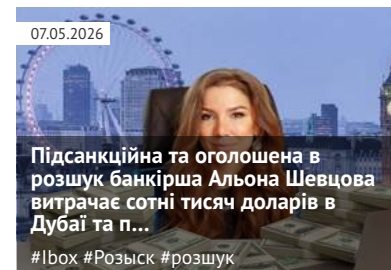 07.05.2026
Підсанкційна та оголошена в
розшук банкірша Альона Шевцова
витрачає сотні тисяч доларів в
Дубаї та п...
#Ibox #Розыск #розшук